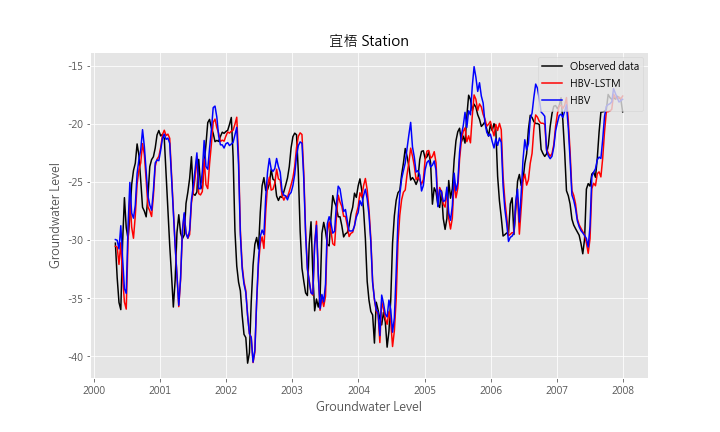 宜梧 Station
Observed data
HBV-LSTM
HBV
Groundwater Level
-15
-20
-25
-30
-35
-40
2000
2001
2002
2003
2004
2005
2006
2007
2008
Groundwater Level